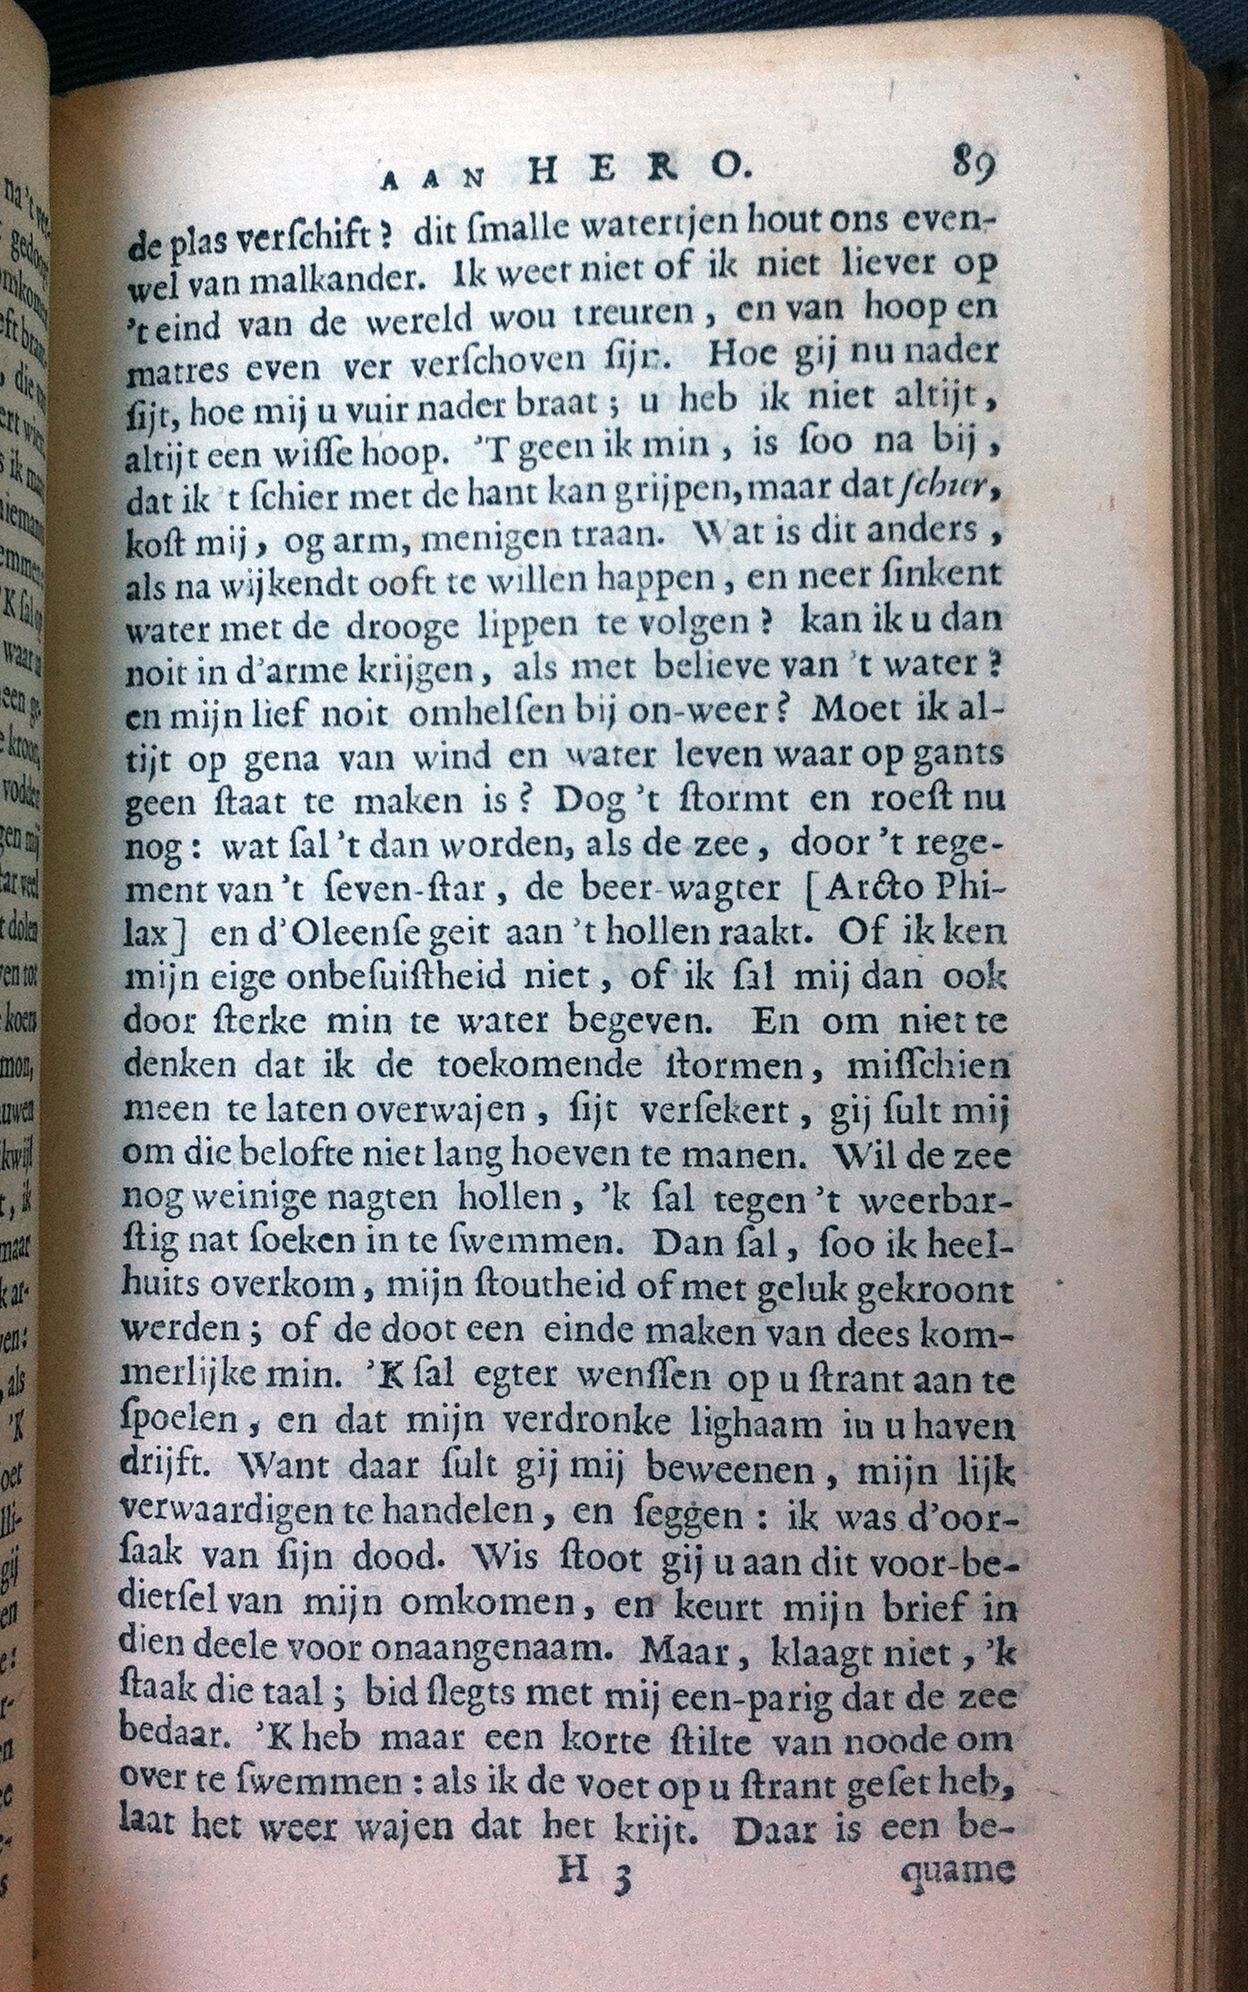 AAN HERO. 89
de plas verſchift? dit ſmalle watertjen hout ons even-
wel van malkander. Ik weet niet of ik niet liever op
't eind van de wereld wou treuren, en van hoop en
matres even ver verſchoven ſijn. Hoe gij nu nader
ſijt, hoe mij u vuir nader braat; u heb ik niet altijt,
altijt een wiſſe hoop. 'T geen ik min, is ſoo na bij,
dat ik 't ſchier met de hant kan grijpen, maar dat ſchier,
koſt mij, og arm, menigen traan. Wat is dit anders,
als na wijkendt ooft te willen happen, en neer ſinkent
water met de drooge lippen te volgen? kan ik u dan
noit in d'arme krijgen, als met believe van 't water?
en mijn lief noit omhelſen bij on-weer? Moet ik al-
tijt op gena van wind en water leven waar op gants
geen ſtaat te maken is? Dog 't ſtormt en roeſt nu
nog: wat ſal 't dan worden, als de zee, door 't rege-
ment van 't ſeven-ſtar, de beer-wagter [Arcto Phi-
lax] en d'Oleenſe geit aan 't hollen raakt. Of ik ken
mijn eige onbeſuiſtheid niet, of ik ſal mij dan ook
door ſterke min te water begeven. En om niet te
denken dat ik de toekomende ſtormen, miſſchien
meen te laten overwajen, ſijt verſekert, gij ſult mij
om die belofte niet lang hoeven te manen. Wil de zee
nog weinige nagten hollen, 'k ſal tegen 't weerbar-
ſtig nat ſoeken in te ſwemmen. Dan ſal, ſoo ik heel-
huits overkom, mijn ſtoutheid of met geluk gekroont
werden; of de doot een einde maken van dees kom-
merlijke min. 'K ſal egter wenſſen op u ſtrant aan te
ſpoelen, en dat mijn verdronke lighaam in u haven
drijft. Want daar ſult gij mij beweenen, mijn lijk
verwaardigen te handelen, en ſeggen: ik was d'oor-
ſaak van ſijn dood. Wis ſtoot gij u aan dit voor-be-
dietſel van mijn omkomen, en keurt mijn brief in
dien deele voor onaangenaam. Maar, klaagt niet, 'k
ſtaak die taal; bid ſlegts met mij een-parig dat de zee
bedaar. 'K heb maar een korte ſtilte van noode om
over te ſwemmen: als ik de voet op u ſtrant geſet heb,
laat het weer wajen dat het krijt. Daar is een be-
H 3 quame